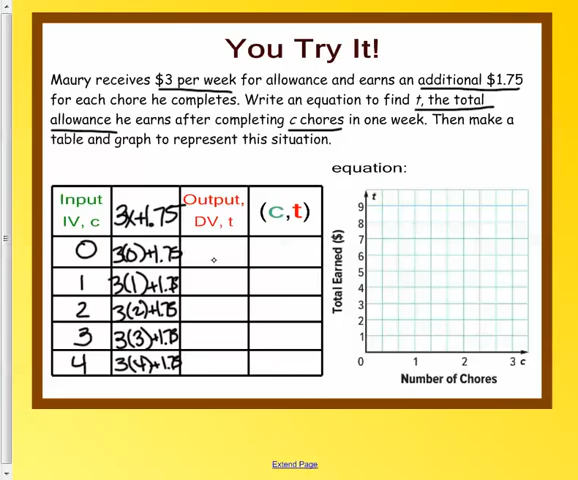 You Try It!
Maury receives $3 per week for allowance and earns an additional $1.75
for each chore he completes. Write an equation to find t, the total
allowance he earns after completing c chores in one week. Then make a
table and graph to represent this situation.
equation:
Input IV, c
3x+1.75
Output, DV, t
(c,t)
0 3(0)+1.75
1 3(1)+1.75
2 3(2)+1.75
3 3(3)+1.75
4 3(4)+1.75
Total Earned ($)
t
9
8
7
6
5
4
3
2
1
0 1 2 3 c
Number of Chores
Extend Page